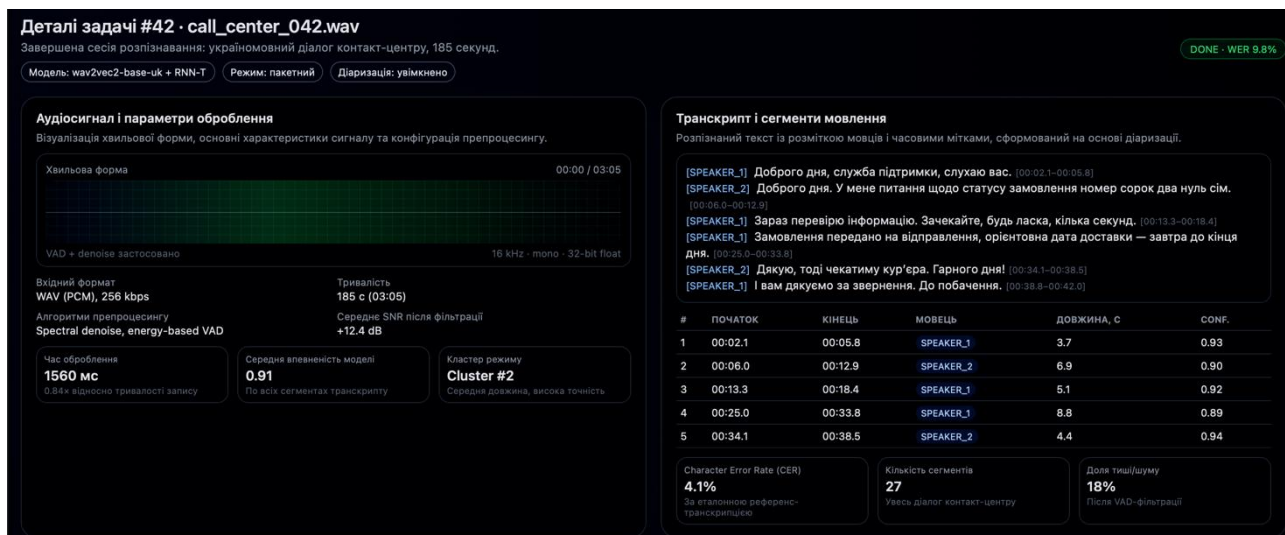 Деталі задачі #42 · call_center_042.wav
Завершена сесія розпізнавання: україномовний діалог контакт-центру, 185 секунд.
DONE · WER 9.8%
Модель: wav2vec2-base-uk + RNN-T
Режим: пакетний
Діаризація: увімкнено
Аудіосигнал і параметри оброблення
Візуалізація хвильової форми, основні характеристики сигналу та конфігурація препроцесингу.
Хвильова форма
00:00 / 03:05
VAD + denoise застосовано
16 kHz · mono · 32-bit float
Вхідний формат
WAV (PCM), 256 kbps
Тривалість
185 с (03:05)
Алгоритми препроцесингу
Spectral denoise, energy-based VAD
Середнє SNR після фільтрації
+12.4 dB
Час оброблення
1560 мс
0.84× відносно тривалості запису
Середня впевненість моделі
0.91
По всіх сегментах транскрипту
Кластер режиму
Cluster #2
Середня довжина, висока точність
Транскрипт і сегменти мовлення
Розпізнаний текст із розміткою мовців і часовими мітками, сформований на основі діаризації.
[SPEAKER_1] Доброго дня, служба підтримки, слухаю вас. [00:02.1–00:05.8]
[SPEAKER_2] Доброго дня. У мене питання щодо статусу замовлення номер сорок два нуль сім.
[00:06.0–00:12.9]
[SPEAKER_1] Зараз перевірю інформацію. Зачекайте, будь ласка, кілька секунд. [00:13.3–00:18.4]
[SPEAKER_1] Замовлення передано на відправлення, орієнтовна дата доставки — завтра до кінця
дня. [00:25.0–00:33.8]
[SPEAKER_2] Дякую, тоді чекатиму кур’єра. Гарного дня! [00:34.1–00:38.5]
[SPEAKER_1] І вам дякуємо за звернення. До побачення. [00:38.8–00:42.0]
# ПОЧАТОК КІНЕЦЬ МОВЕЦЬ ДОВЖИНА, С CONF.
1 00:02.1 00:05.8 SPEAKER_1 3.7 0.93
2 00:06.0 00:12.9 SPEAKER_2 6.9 0.90
3 00:13.3 00:18.4 SPEAKER_1 5.1 0.92
4 00:25.0 00:33.8 SPEAKER_1 8.8 0.89
5 00:34.1 00:38.5 SPEAKER_2 4.4 0.94
Character Error Rate (CER)
4.1%
За еталонною референс-
транскрипцією
Кількість сегментів
27
Увесь діалог контакт-центру
Доля тиші/шуму
18%
Після VAD-фільтрації